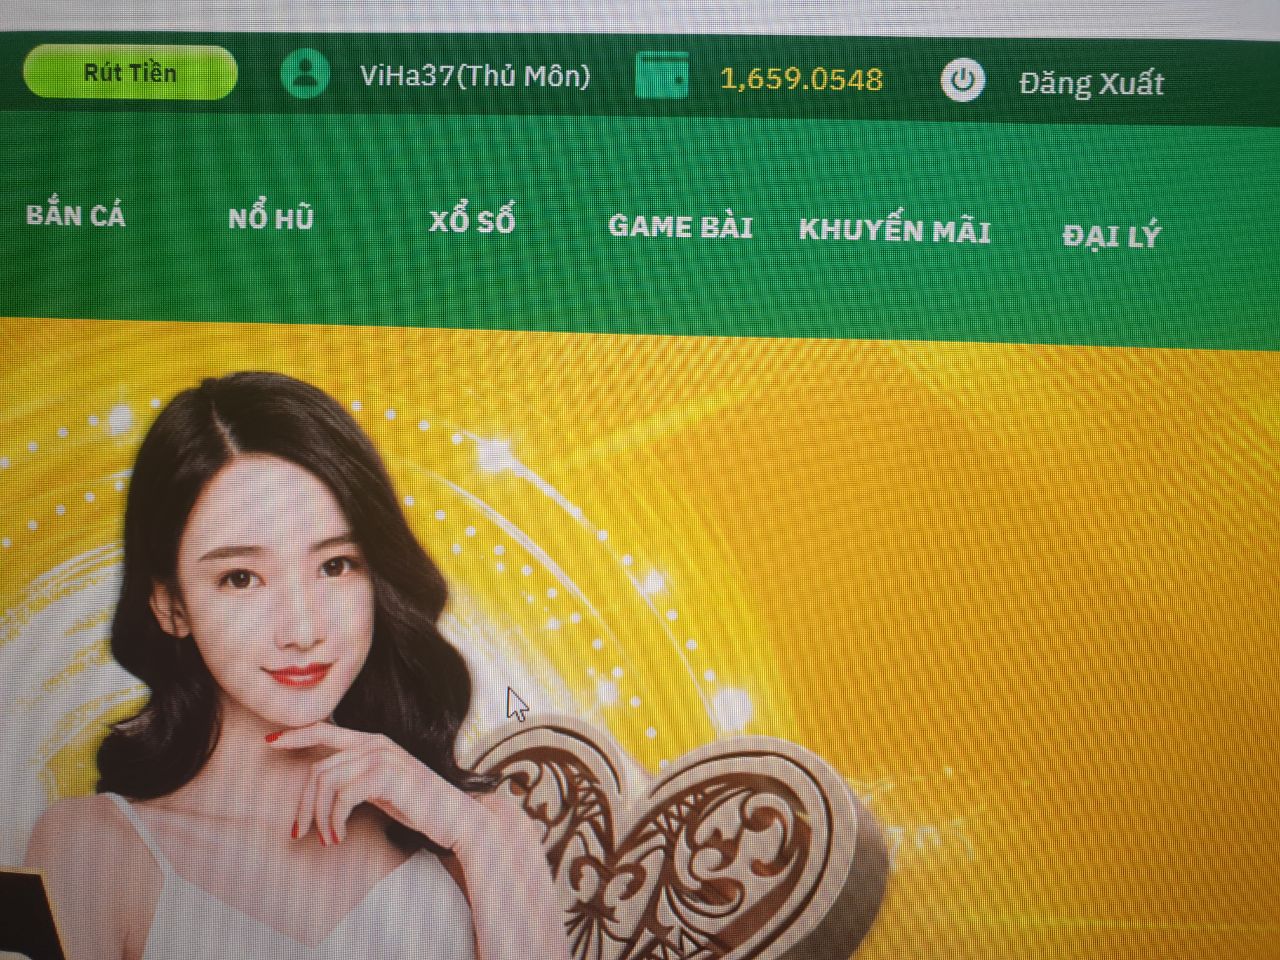 Rút Tiền ViHa37(Thủ Môn) 1,659.0548 Đăng Xuất
BẮN CÁ NỔ HŨ XỔ SỐ GAME BÀI KHUYẾN MÃI ĐẠI LÝ